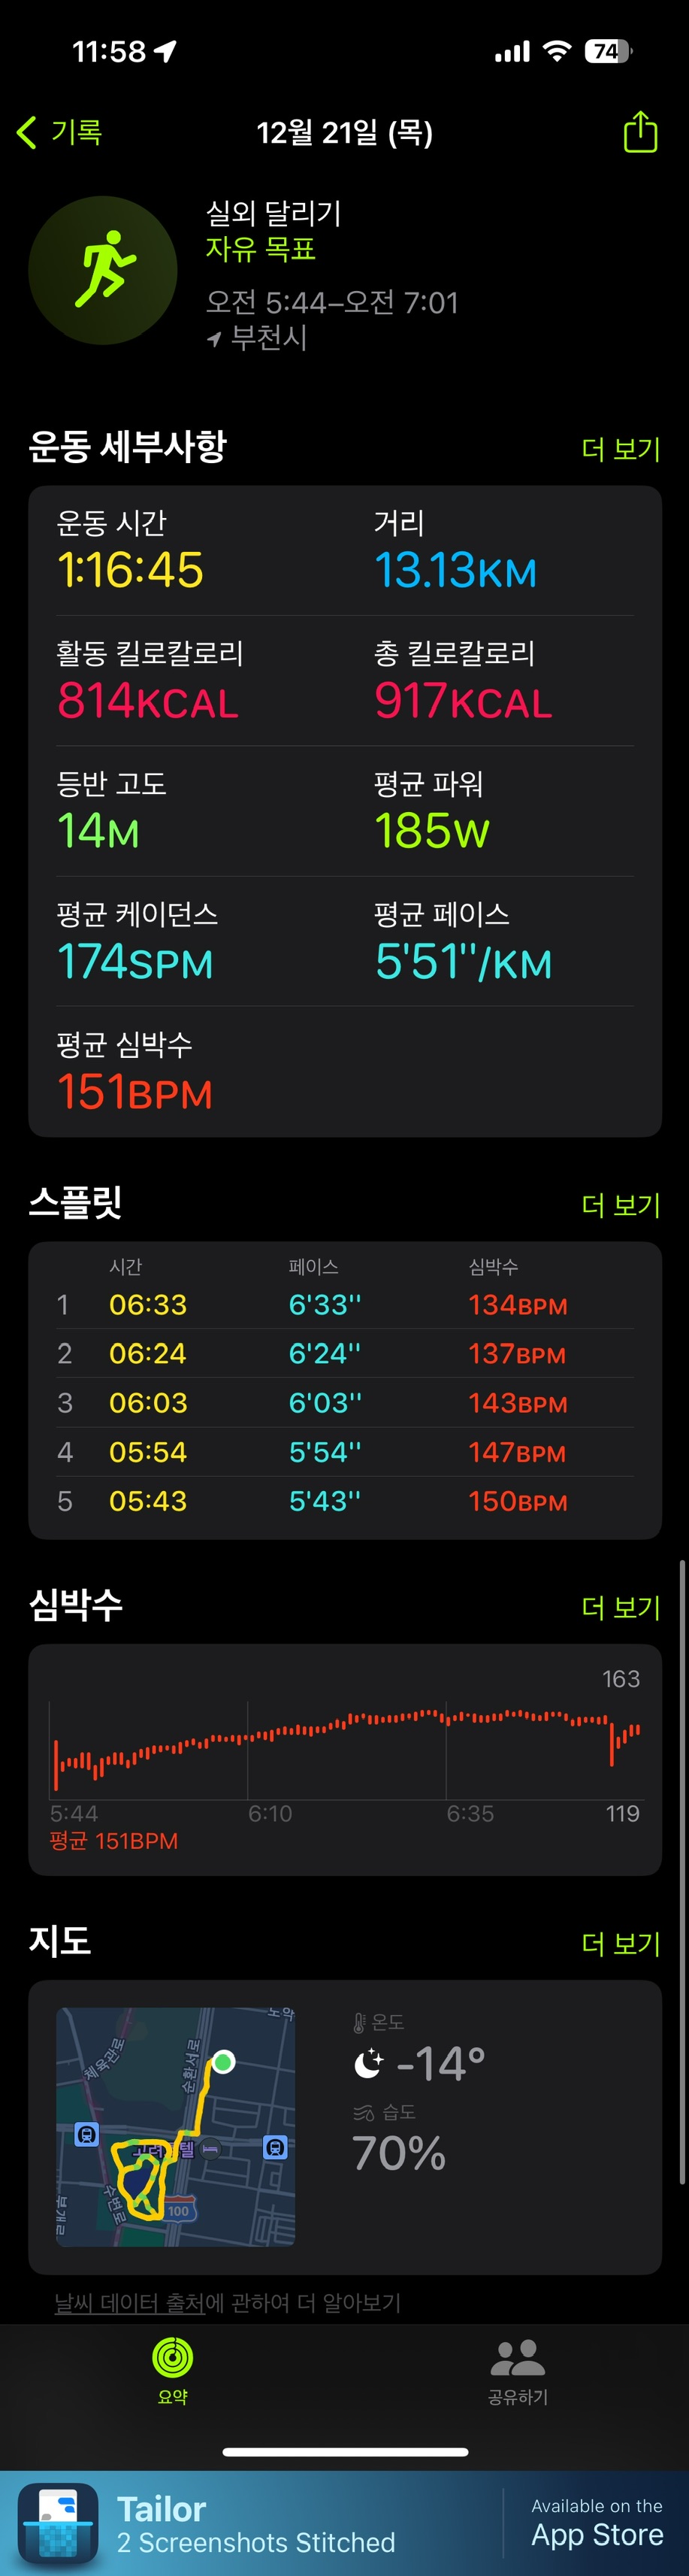 11:58
74
기록
12월 21일 (목)
실외 달리기
자유 목표
오전 5:44–오전 7:01
부천시
운동 세부사항
더 보기
운동 시간
거리
1:16:45
13.13KM
활동 킬로칼로리
총 킬로칼로리
814KCAL
917KCAL
등반 고도
평균 파워
14M
185W
평균 케이던스
평균 페이스
174SPM
5'51''/KM
평균 심박수
151BPM
스플릿
더 보기
시간 페이스 심박수
1 06:33 6'33'' 134BPM
2 06:24 6'24'' 137BPM
3 06:03 6'03'' 143BPM
4 05:54 5'54'' 147BPM
5 05:43 5'43'' 150BPM
심박수
더 보기
163
5:44 6:10 6:35 119
평균 151BPM
지도
더 보기
체육관로
순환서로
수변로
100
온도
-14°
습도
70%
날씨 데이터 출처에 관하여 더 알아보기
요약
공유하기
Tailor
2 Screenshots Stitched
Available on the
App Store